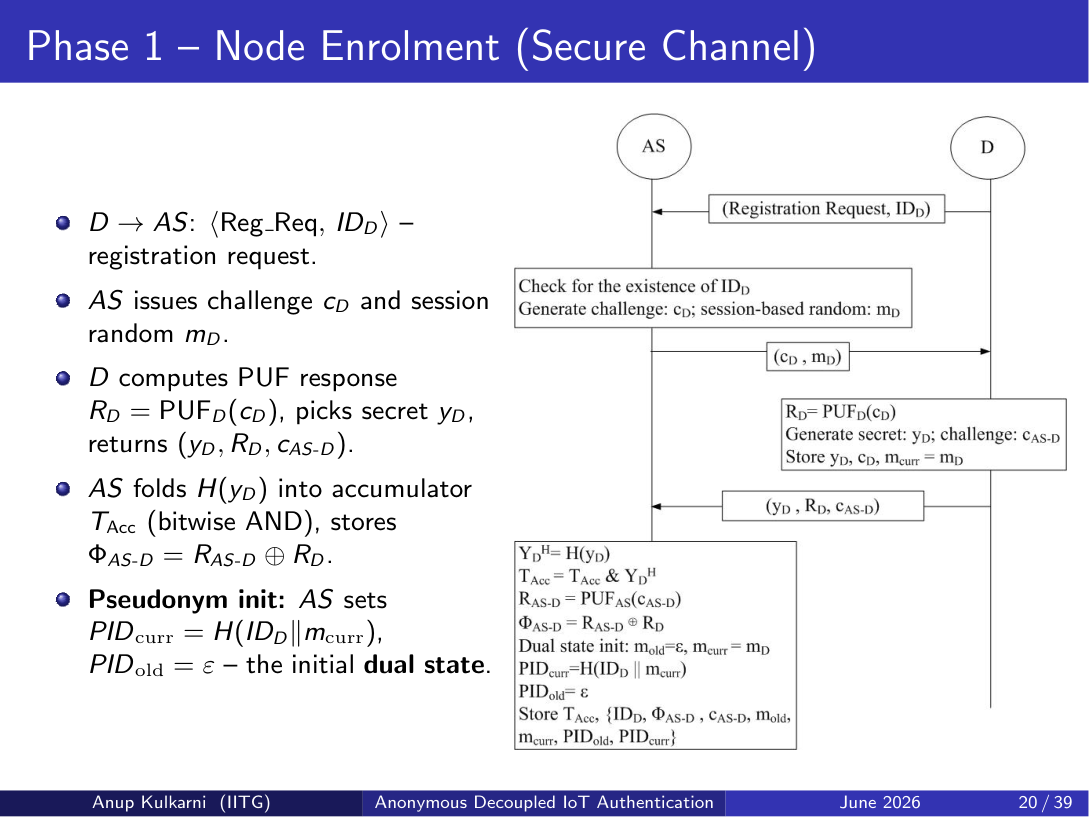 Phase 1 – Node Enrolment (Secure Channel)
D → AS: ⟨Reg_Req, ID_D⟩ –
registration request.
AS issues challenge c_D and session
random m_D.
D computes PUF response
R_D = PUF_D(c_D), picks secret y_D,
returns (y_D, R_D, c_AS-D).
AS folds H(y_D) into accumulator
T_Acc (bitwise AND), stores
Φ_AS-D = R_AS-D ⊕ R_D.
Pseudonym init: AS sets
PID_curr = H(ID_D∥m_curr),
PID_old = ε – the initial dual state.
AS
D
(Registration Request, ID_D)
Check for the existence of ID_D
Generate challenge: c_D; session-based random: m_D
(c_D , m_D)
R_D= PUF_D(c_D)
Generate secret: y_D; challenge: c_AS-D
Store y_D, c_D, m_curr = m_D
(y_D , R_D, c_AS-D)
Y_D^H= H(y_D)
T_Acc = T_Acc & Y_D^H
R_AS-D = PUF_AS(c_AS-D)
Φ_AS-D = R_AS-D ⊕ R_D
Dual state init: m_old=ε, m_curr = m_D
PID_curr=H(ID_D || m_curr)
PID_old= ε
Store T_Acc, {ID_D, Φ_AS-D , c_AS-D, m_old,
m_curr, PID_old, PID_curr}
Anup Kulkarni (IITG)
Anonymous Decoupled IoT Authentication
June 2026
20 / 39